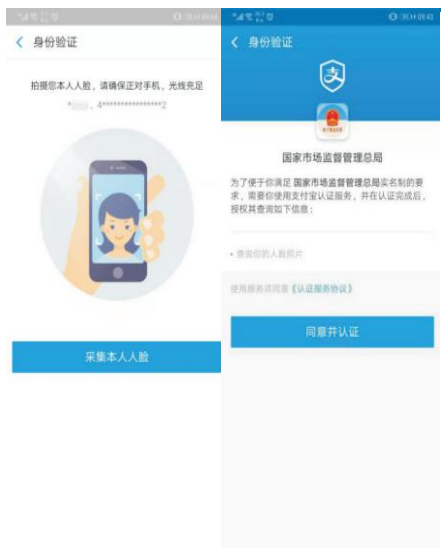 身份验证
拍摄您本人人脸，请确保正对手机，光线充足
4****************2
采集本人人脸
09:43
身份验证
国家市场监督管理总局
为了便于你满足 国家市场监督管理总局实名制的要
求，需要你使用支付宝认证服务，并在认证完成后，
授权其查询如下信息：
• 查询你的人脸照片
使用服务须同意《认证服务协议》
同意并认证